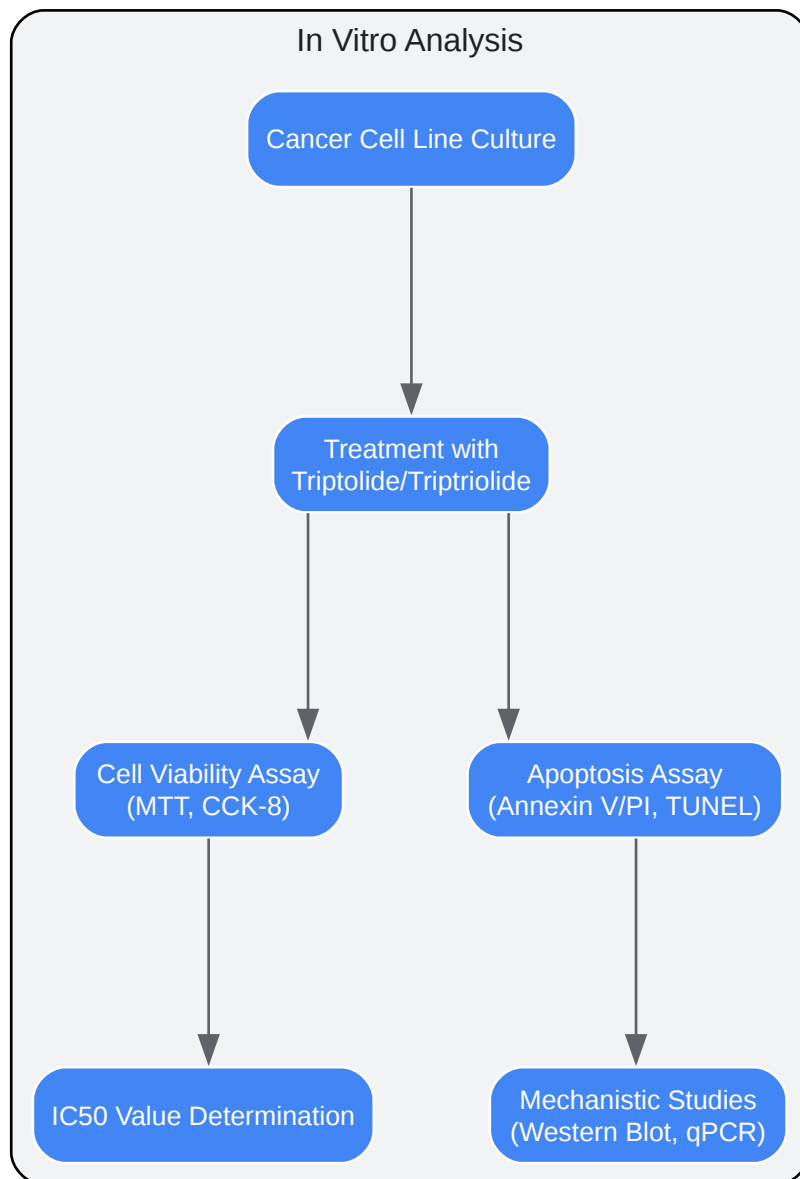 In Vitro Analysis
Cancer Cell Line Culture
Treatment with
Triptolide/Triptriolide
Cell Viability Assay
(MTT, CCK-8)
Apoptosis Assay
(Annexin V/PI, TUNEL)
IC50 Value Determination
Mechanistic Studies
(Western Blot, qPCR)